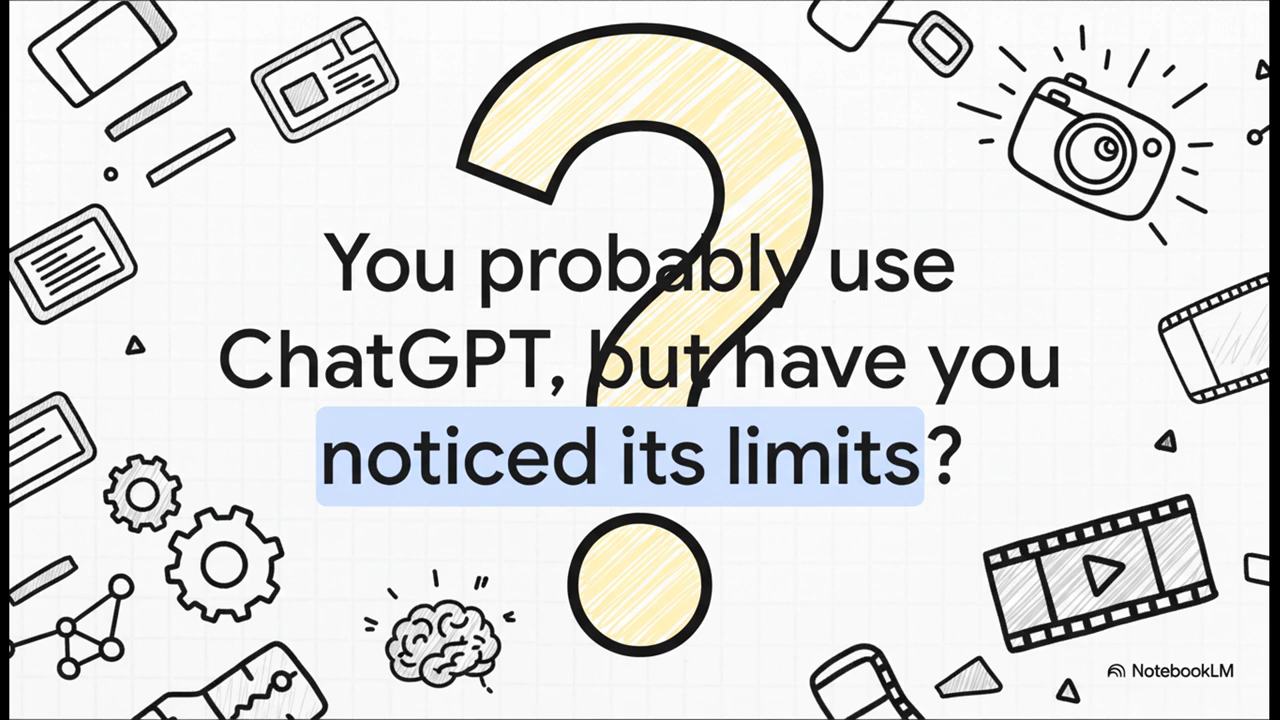 You probably use
ChatGPT, but have you
noticed its limits?
NotebookLM